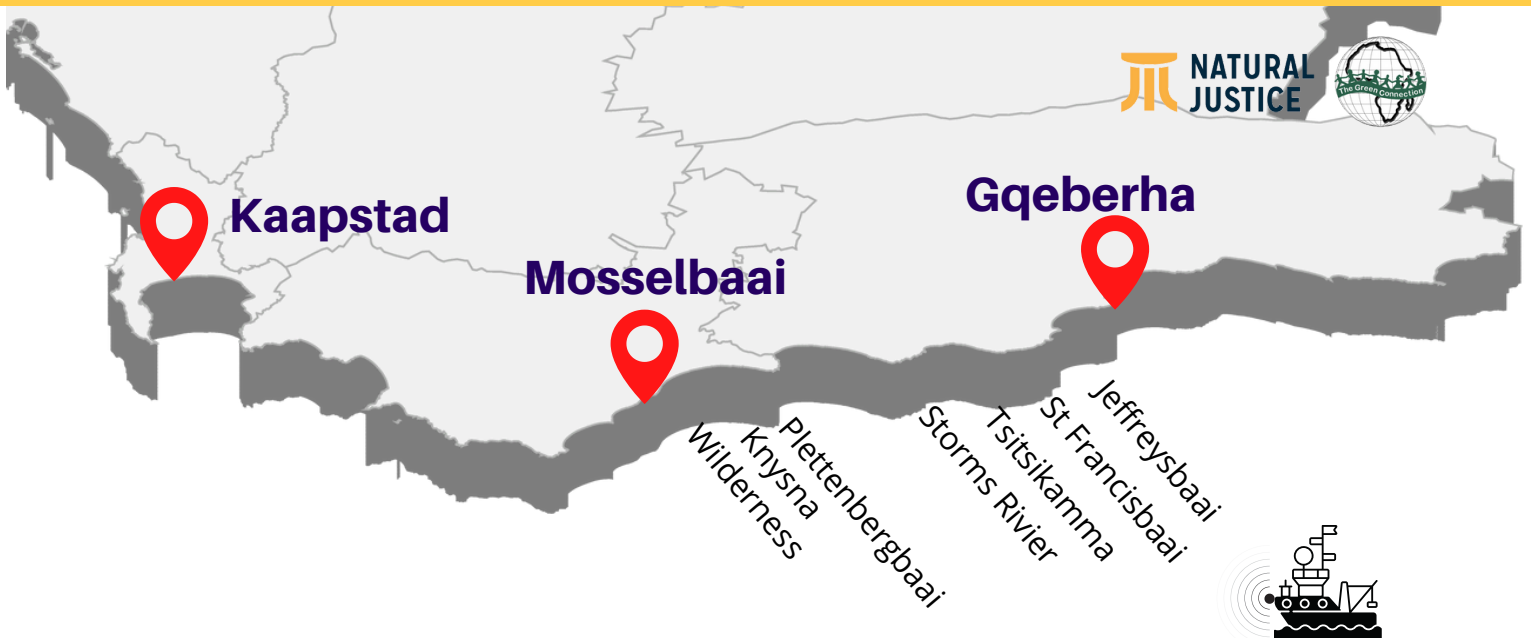 NATURAL
JUSTICE
The Green Connection
Kaapstad
Gqeberha
Mosselbaai
Wilderness
Knysna
Plettenbergbaai
Storms Rivier
Tsitsikamma
St Francisbaai
Jeffreysbaai